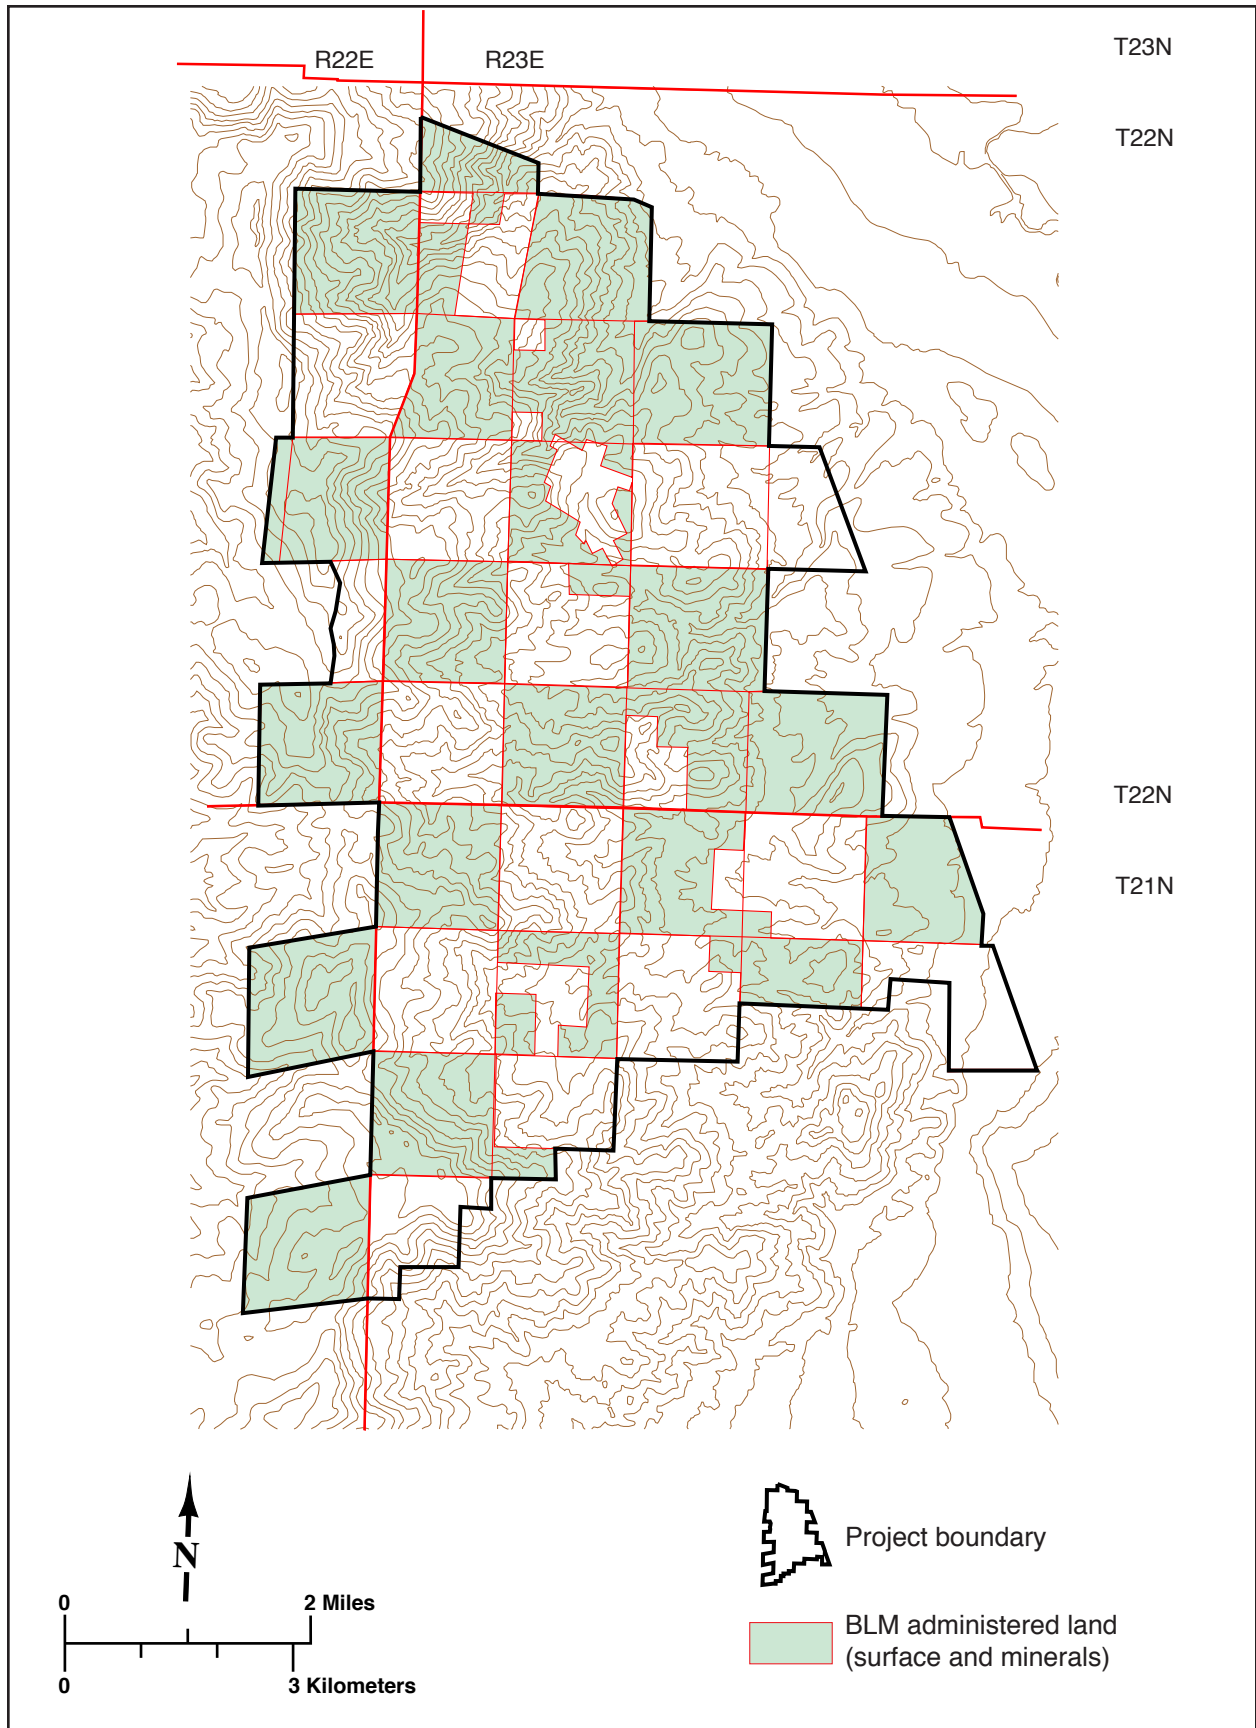 R22E
R23E
T23N
T22N
T22N
T21N
N
0
2 Miles
0
3 Kilometers
Project boundary
BLM administered land
(surface and minerals)